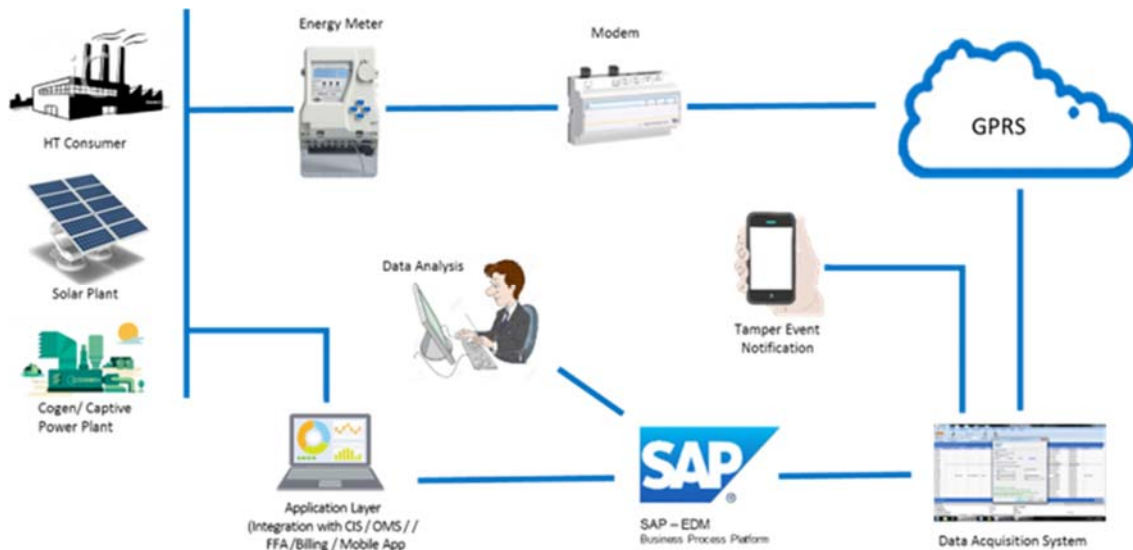 Energy Meter
Modem
GPRS
HT Consumer
Solar Plant
Data Analysis
Tamper Event
Notification
Cogen/ Captive
Power Plant
SAP
®
Application Layer
(Integration with CIS / OMS / /
FFA /Billing / Mobile App
SAP – EDM
Business Process Platform
Data Acquisition System